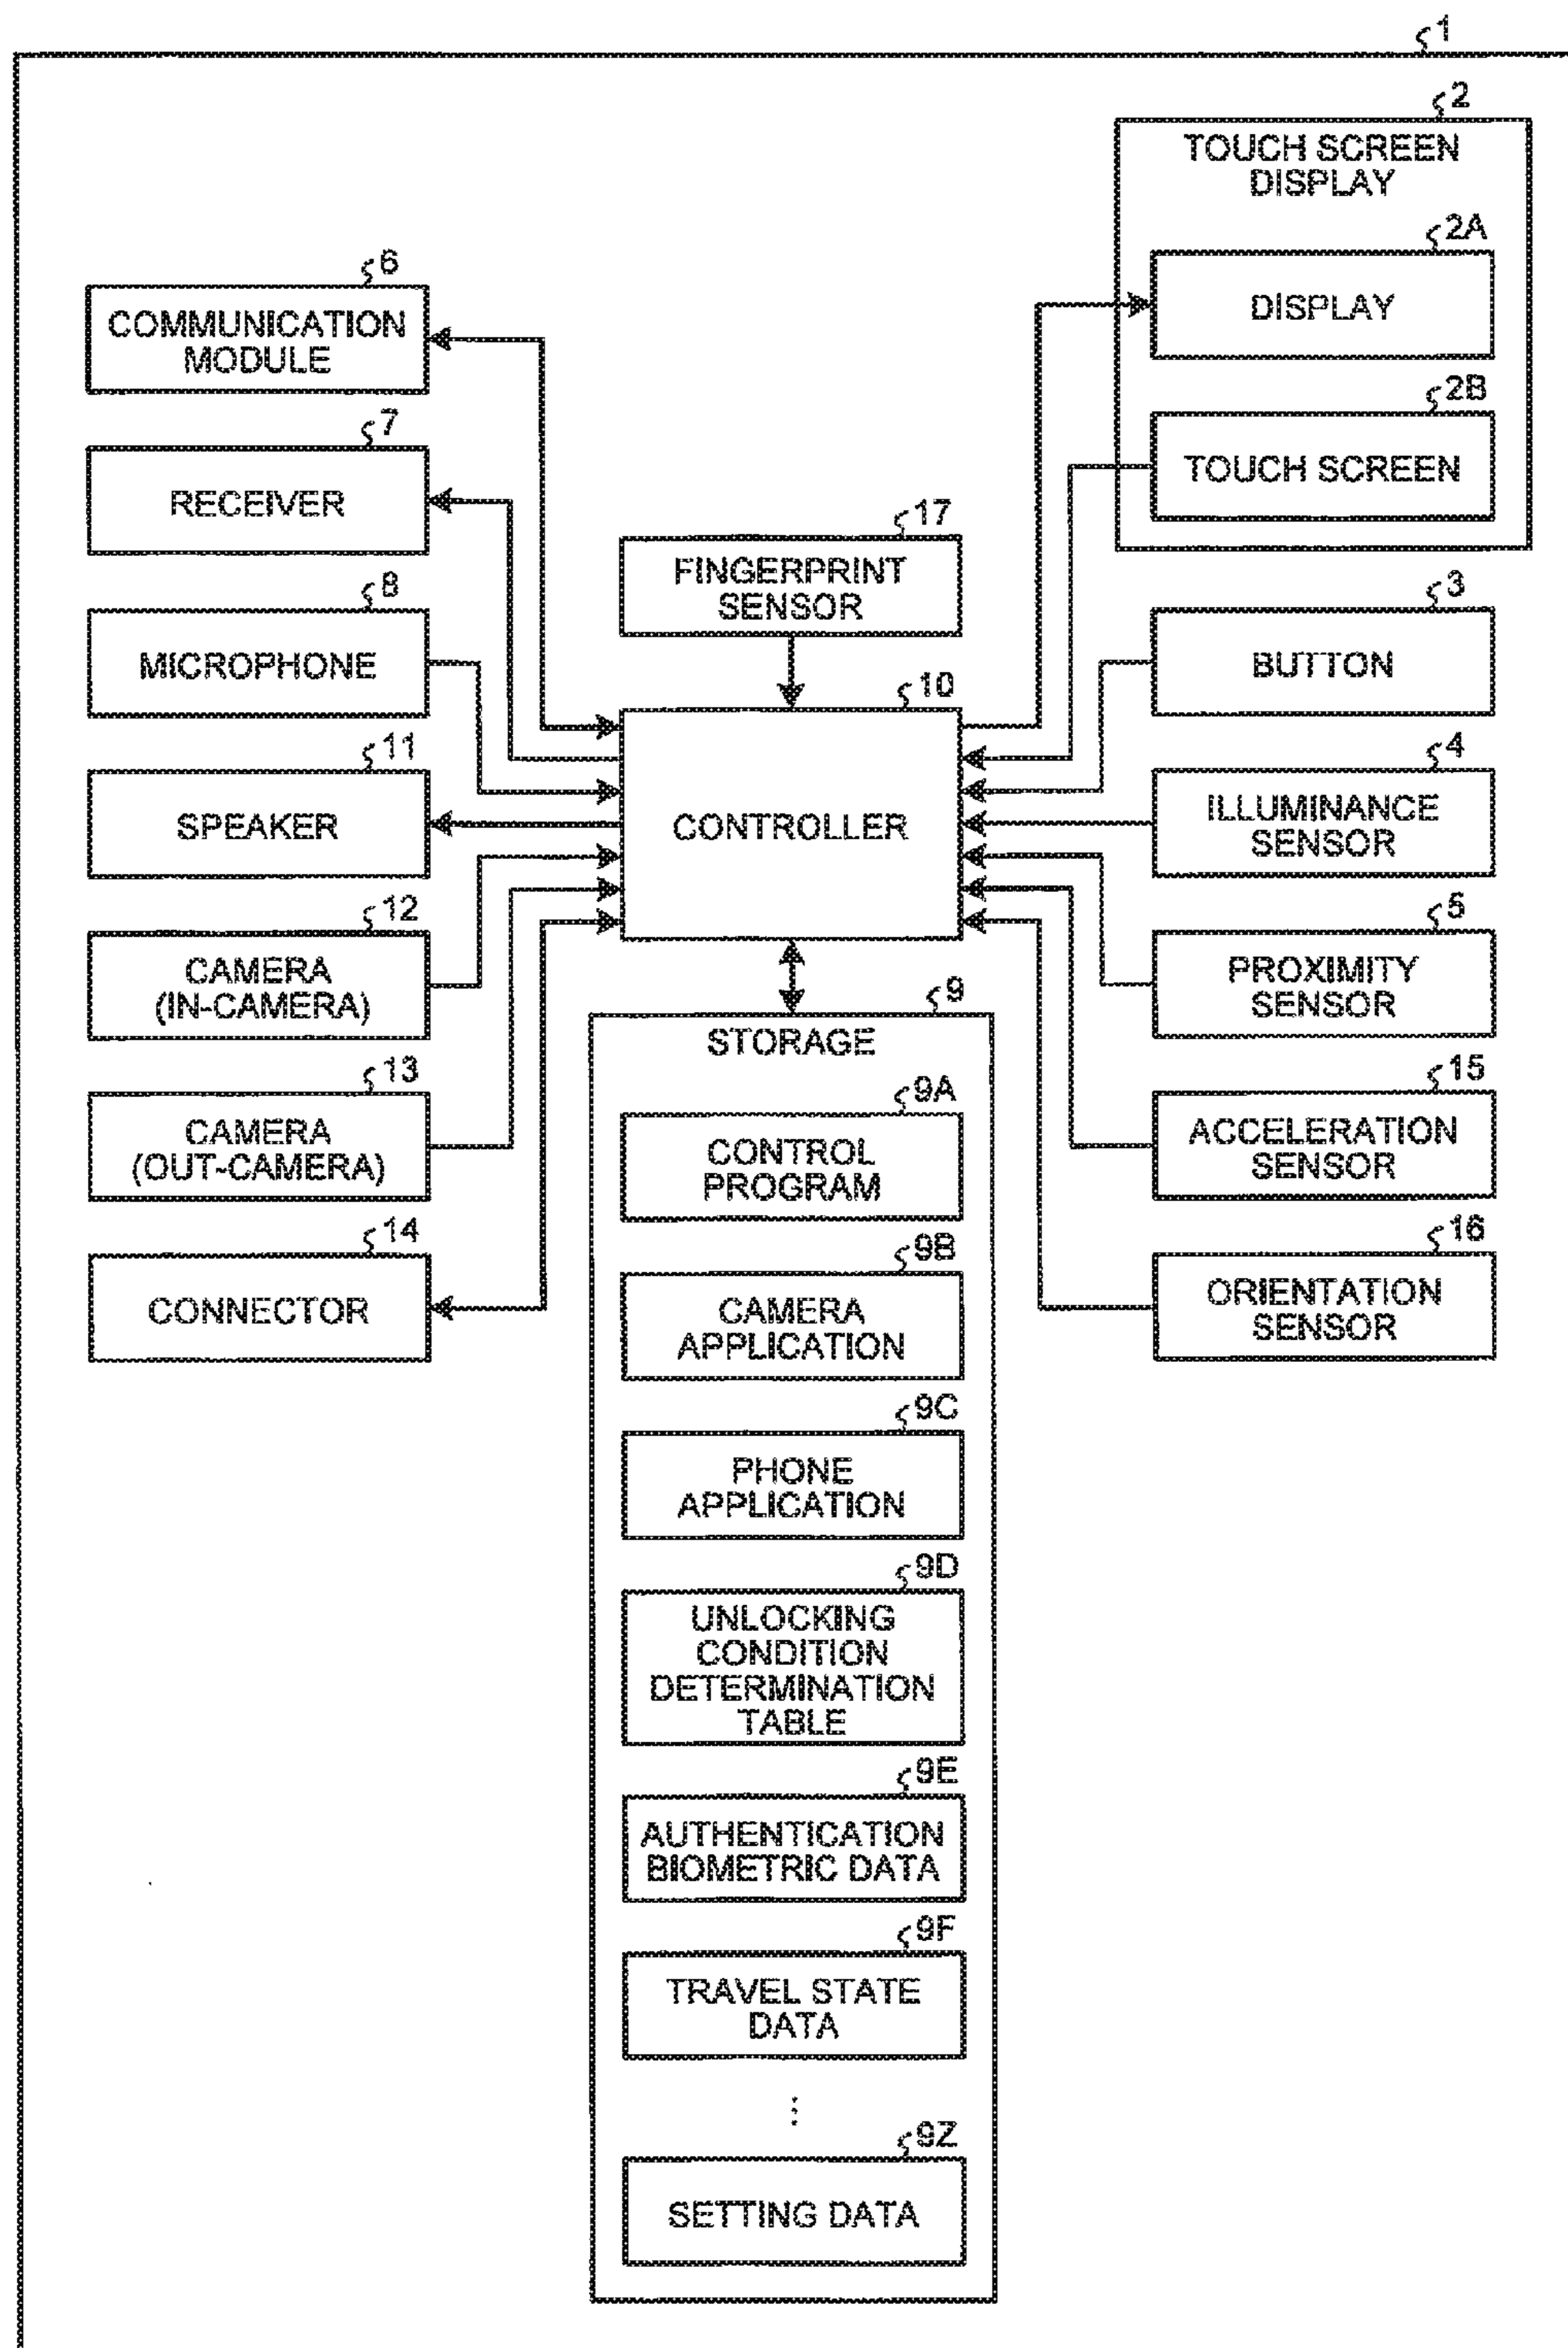 1
2
TOUCH SCREEN
DISPLAY
2A
DISPLAY
2B
TOUCH SCREEN
6
COMMUNICATION
MODULE
7
RECEIVER
8
MICROPHONE
11
SPEAKER
12
CAMERA
(IN-CAMERA)
13
CAMERA
(OUT-CAMERA)
14
CONNECTOR
17
FINGERPRINT
SENSOR
10
CONTROLLER
3
BUTTON
4
ILLUMINANCE
SENSOR
5
PROXIMITY
SENSOR
15
ACCELERATION
SENSOR
16
ORIENTATION
SENSOR
9
STORAGE
9A
CONTROL
PROGRAM
9B
CAMERA
APPLICATION
9C
PHONE
APPLICATION
9D
UNLOCKING
CONDITION
DETERMINATION
TABLE
9E
AUTHENTICATION
BIOMETRIC DATA
9F
TRAVEL STATE
DATA
⋮
9Z
SETTING DATA